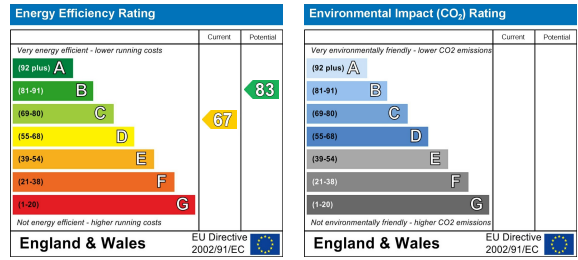 Energy Efficiency Rating
Current Potential
Very energy efficient - lower running costs
(92 plus) A
(81-91) B
83
(69-80) C
67
(55-68) D
(39-54) E
(21-38) F
(1-20) G
Not energy efficient - higher running costs
England & Wales
EU Directive
2002/91/EC
Environmental Impact (CO2) Rating
Current Potential
Very environmentally friendly - lower CO2 emissions
(92 plus) A
(81-91) B
(69-80) C
(55-68) D
(39-54) E
(21-38) F
(1-20) G
Not environmentally friendly - higher CO2 emissions
England & Wales
EU Directive
2002/91/EC